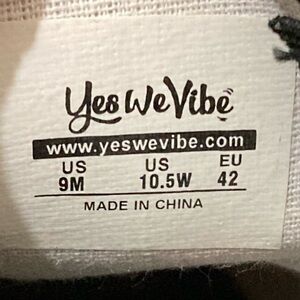 Yes We Vibe
www.yeswevibe.com
US US EU
9M 10.5W 42
MADE IN CHINA